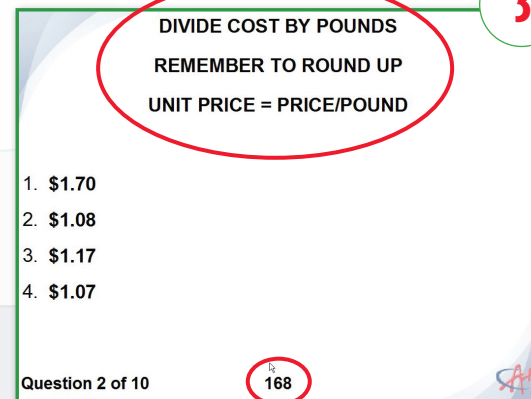 3
DIVIDE COST BY POUNDS
REMEMBER TO ROUND UP
UNIT PRICE = PRICE/POUND
1. $1.70
2. $1.08
3. $1.17
4. $1.07
Question 2 of 10 168